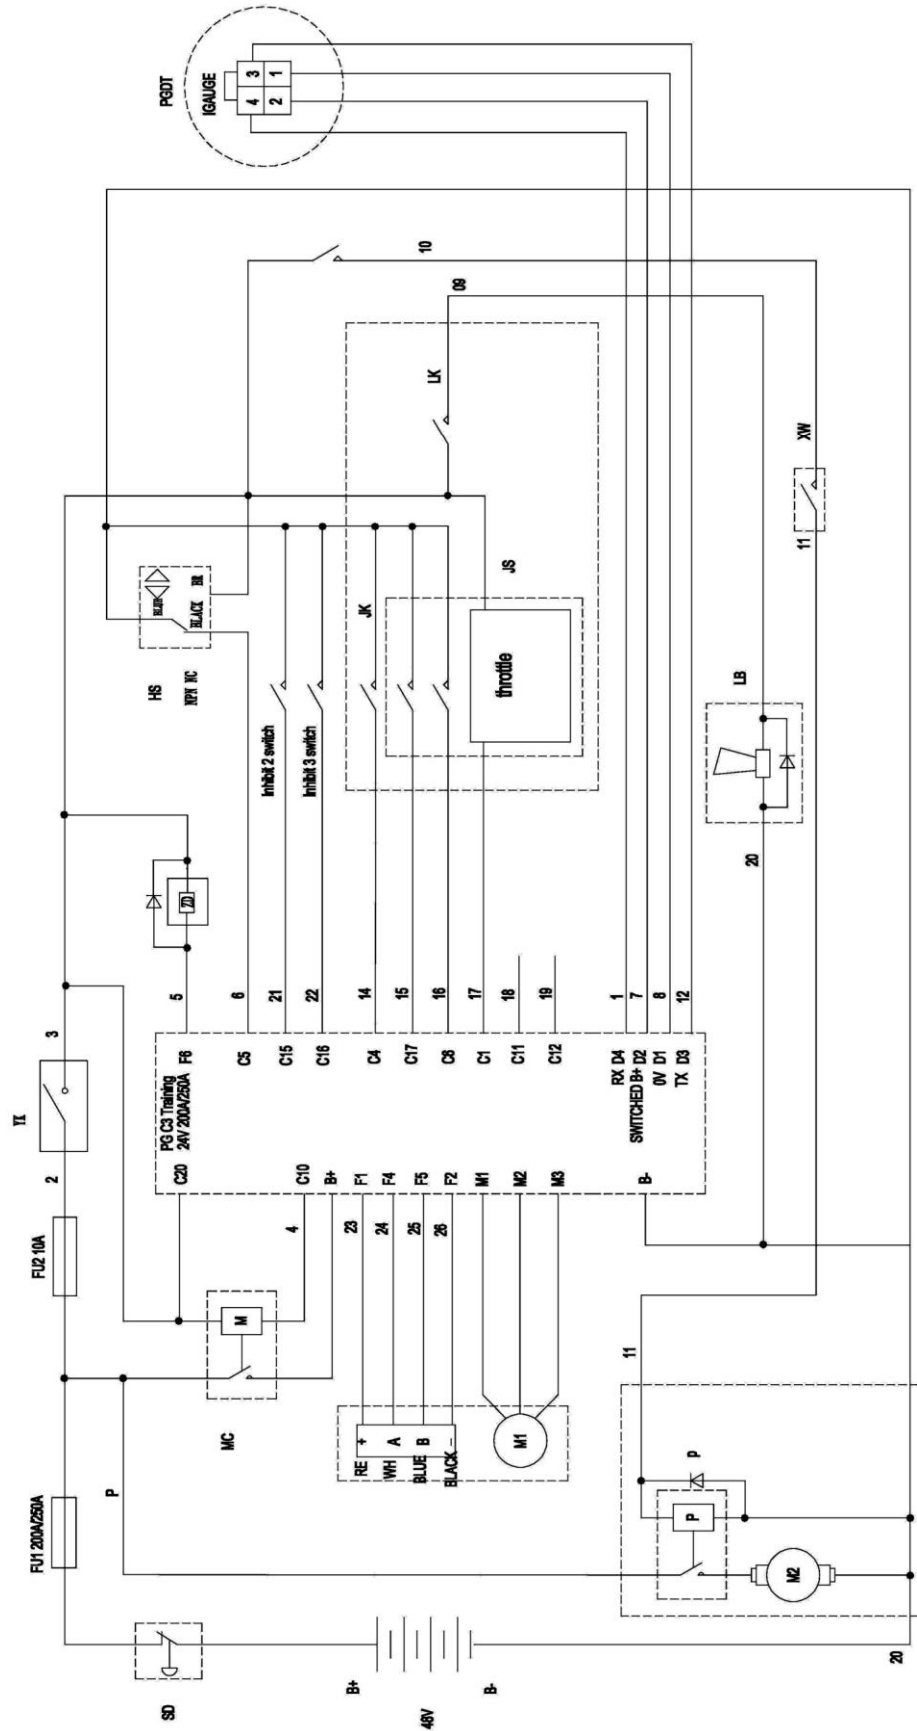 SD
FU1 200A/250A
FU2 10A
2
YK
3
P
B+
48V
B-
20
MC
M
4
PG C3 Training
24V 200A/250A
C20
C10
B+
F1
F4
F5
F2
M1
M2
M3
B-
23
24
25
26
RE
WH
BLUE
BLACK
+
A
B
-
M1
F6
C5
C15
C16
C4
C17
C6
C1
C11
C12
RX D4
SWITCHED B+ D2
0V D1
TX D3
5
6
21
22
14
15
16
17
18
19
1
7
8
12
ZD
HS
NPN NC
BLUE
BLACK
BR
Inhibit 2 switch
Inhibit 3 switch
JK
throttle
JS
LK
09
10
PGDT
IGAUGE
4
3
2
1
LB
20
XW
11
11
P
P
M2